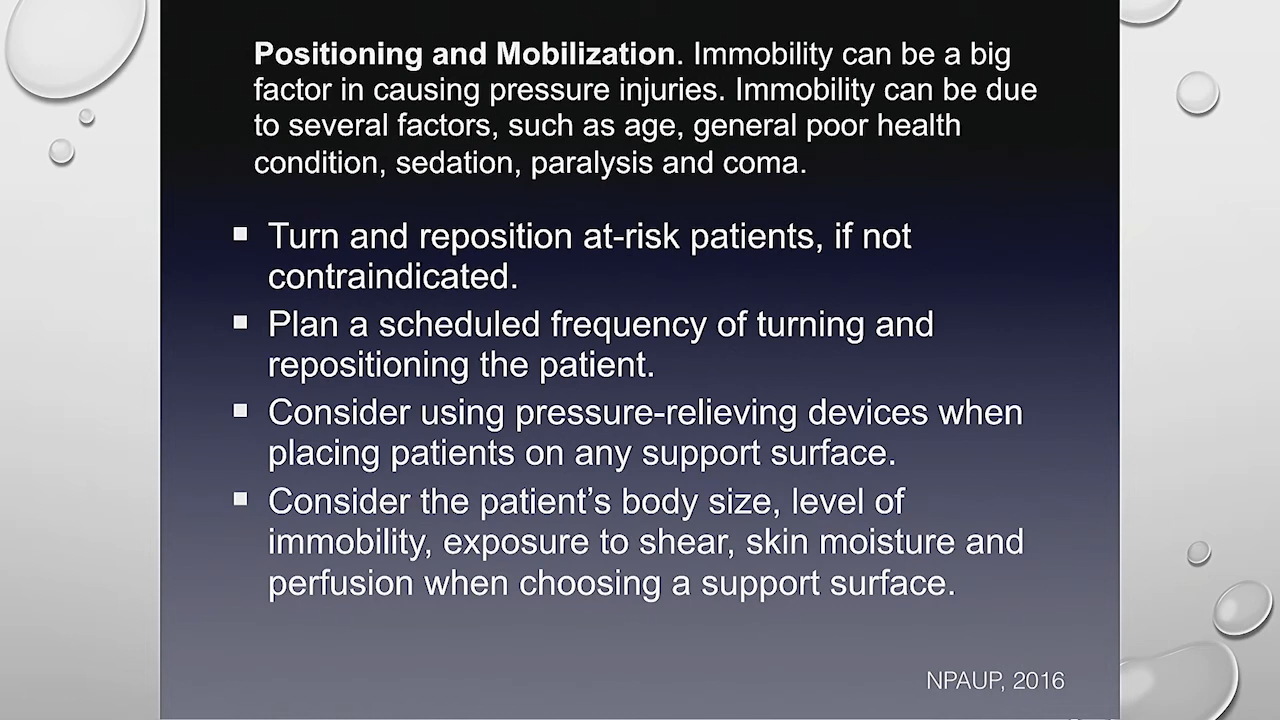 Positioning and Mobilization. Immobility can be a big
factor in causing pressure injuries. Immobility can be due
to several factors, such as age, general poor health
condition, sedation, paralysis and coma.
▪ Turn and reposition at-risk patients, if not
contraindicated.
▪ Plan a scheduled frequency of turning and
repositioning the patient.
▪ Consider using pressure-relieving devices when
placing patients on any support surface.
▪ Consider the patient’s body size, level of
immobility, exposure to shear, skin moisture and
perfusion when choosing a support surface.
NPAUP, 2016